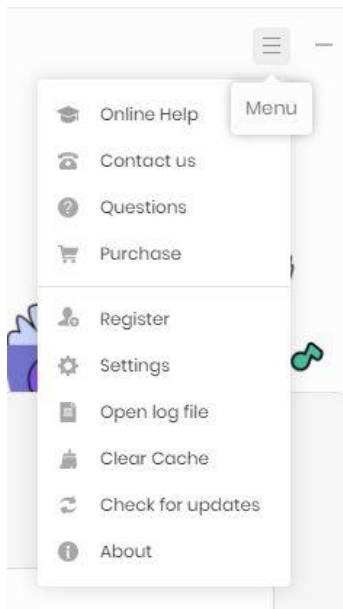 Menu
Online Help
Contact us
Questions
Purchase
Register
Settings
Open log file
Clear Cache
Check for updates
About